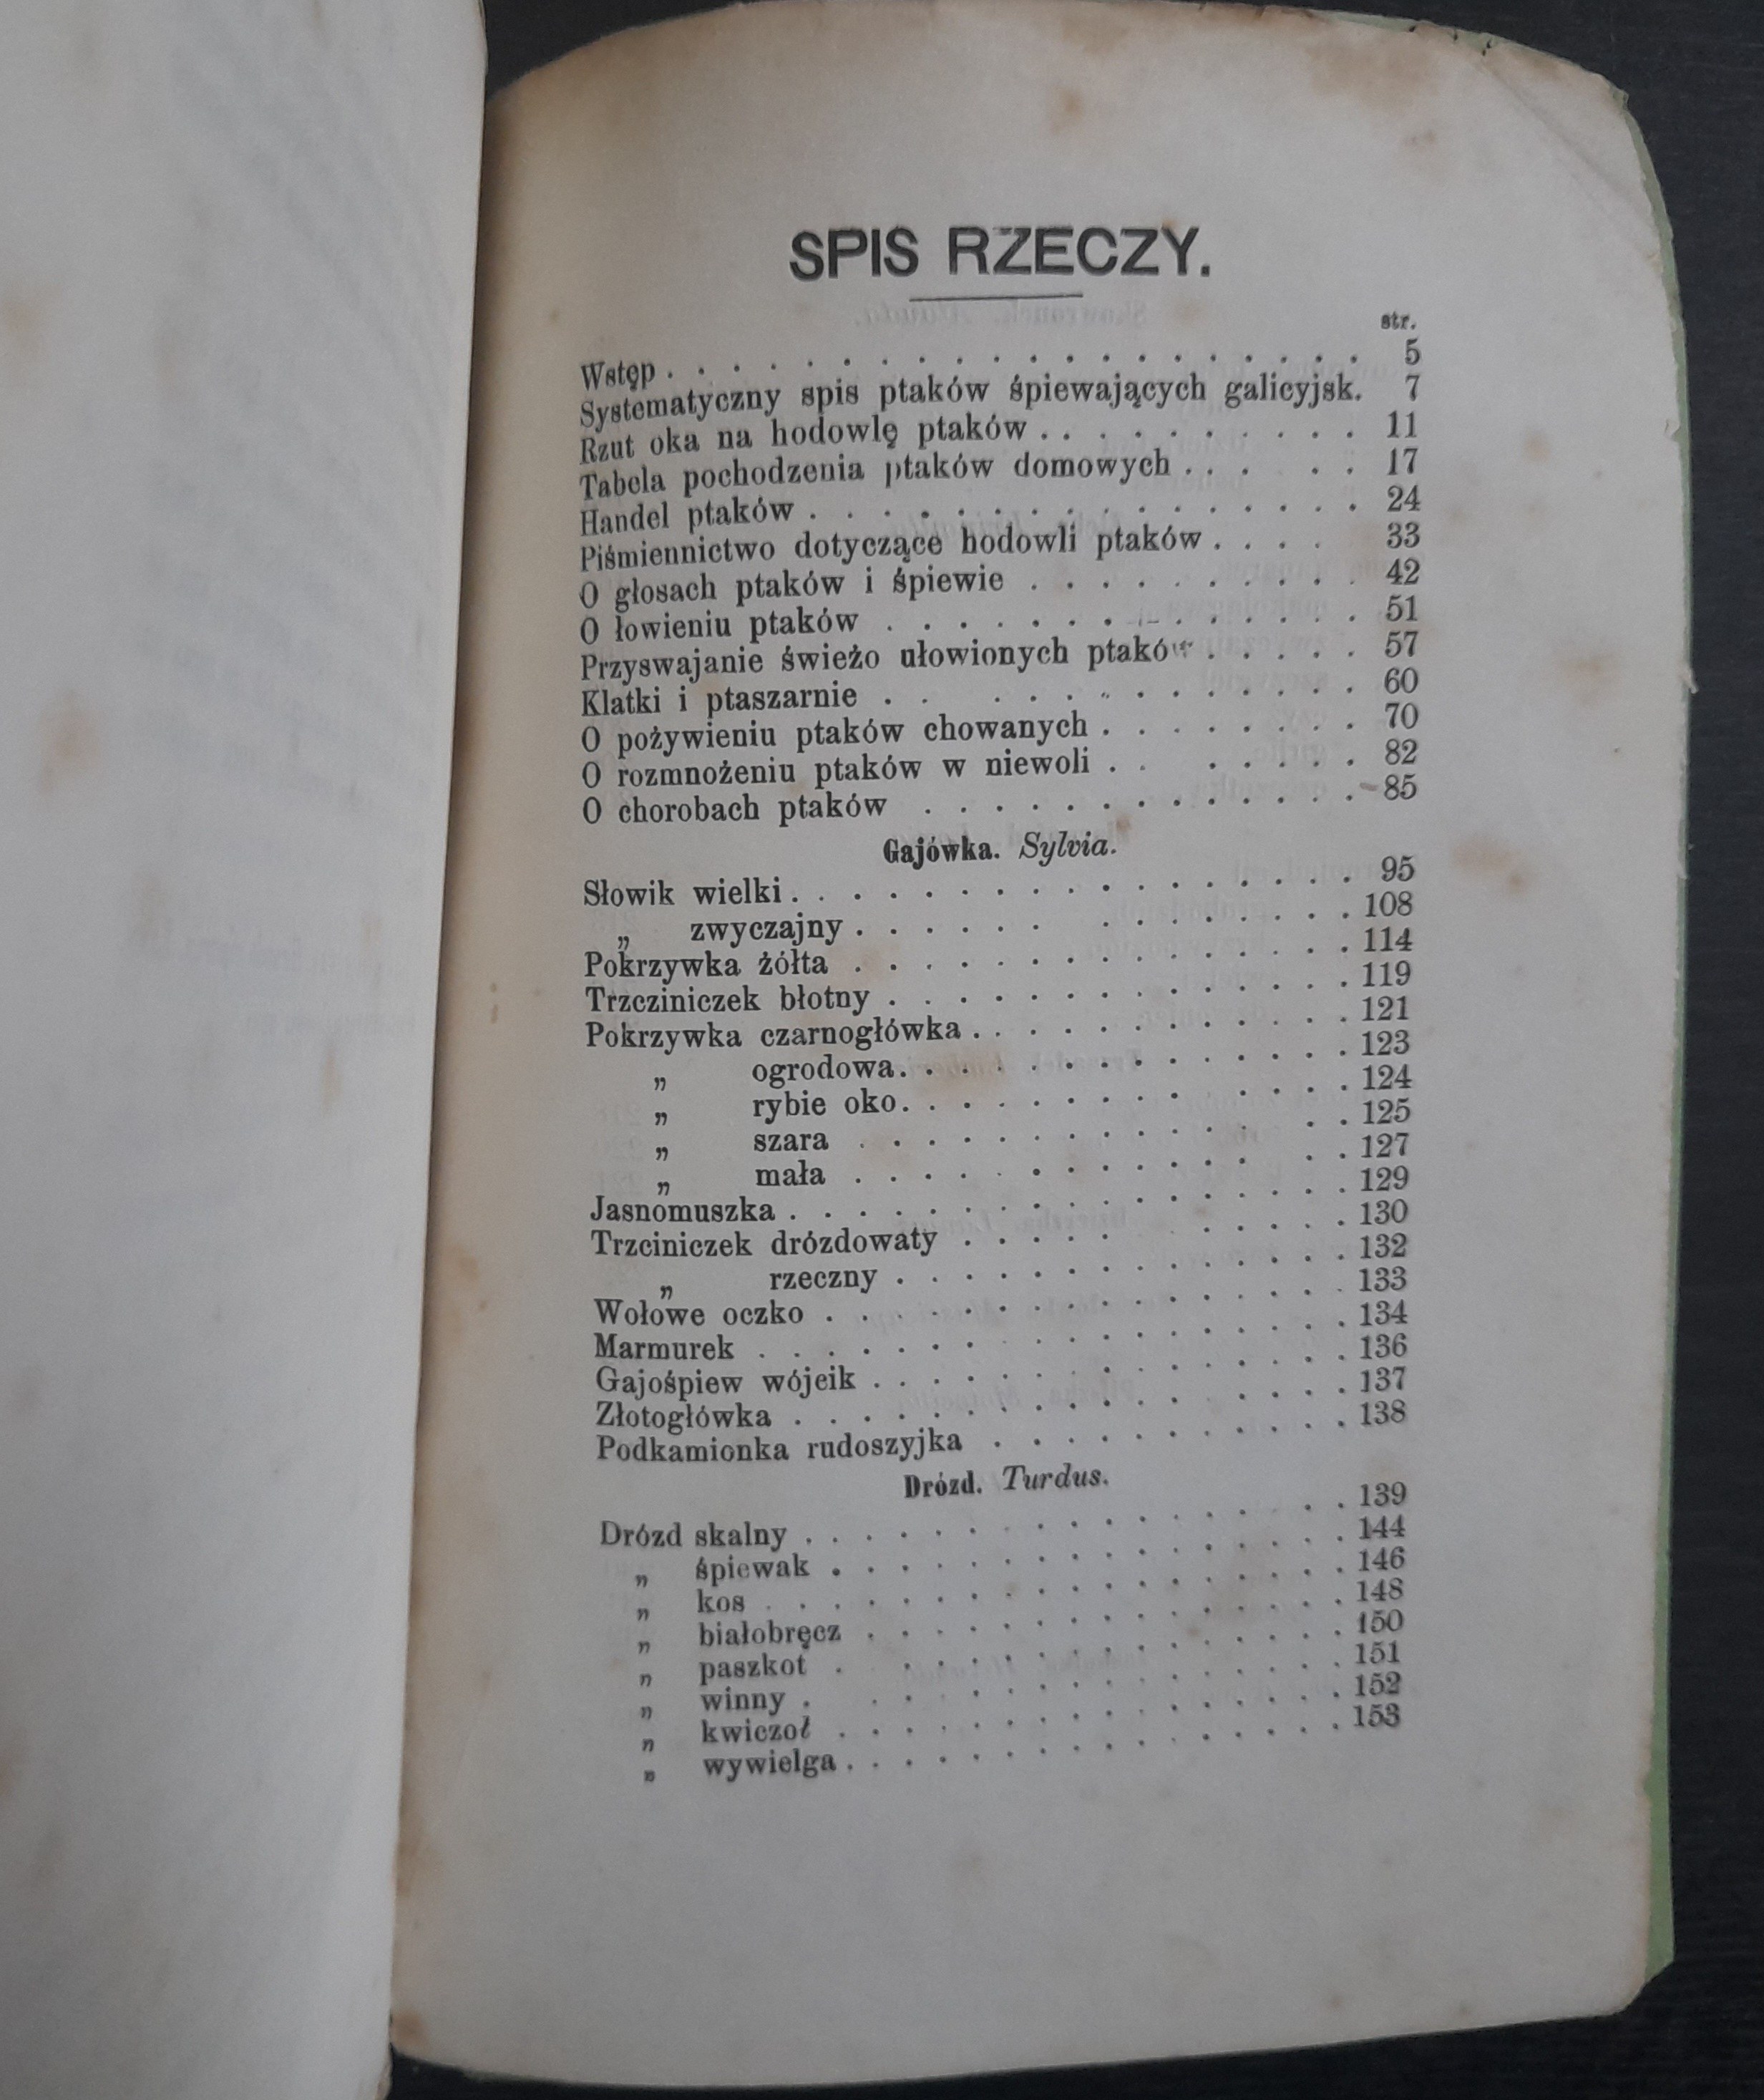 SPIS RZECZY.
str.
Wstęp . . . . . . . . . . . . . . . . . . . . 5
Systematyczny spis ptaków śpiewających galicyjsk. 7
Rzut oka na hodowlę ptaków . . . . . . . . . . 11
Tabela pochodzenia ptaków domowych . . . . . 17
Handel ptaków . . . . . . . . . . . . . . . . 24
Piśmiennictwo dotyczące hodowli ptaków . . . . 33
O głosach ptaków i śpiewie . . . . . . . . . . 42
O łowieniu ptaków . . . . . . . . . . . . . . 51
Przyswajanie świeżo ułowionych ptaków . . . . . 57
Klatki i ptaszarnie . . . . . . . . . . . . . 60
O pożywieniu ptaków chowanych . . . . . . . . 70
O rozmnożeniu ptaków w niewoli . . . . . . . 82
O chorobach ptaków . . . . . . . . . . . . . 85
Gajówka. Sylvia.
Słowik wielki . . . . . . . . . . . . . . . . . 95
„ zwyczajny . . . . . . . . . . . . . . 108
Pokrzywka żółta . . . . . . . . . . . . . . . 114
Trzcziniczek błotny . . . . . . . . . . . . . . 119
Pokrzywka czarnogłówka . . . . . . . . . . . 121
„ ogrodowa . . . . . . . . . . . . . 123
„ rybie oko . . . . . . . . . . . . . 124
„ szara . . . . . . . . . . . . . . 125
„ mała . . . . . . . . . . . . . . 127
Jasnomuszka . . . . . . . . . . . . . . . . . 129
Trzciniczek drózdowaty . . . . . . . . . . . 130
„ rzeczny . . . . . . . . . . . . . . 132
Wołowe oczko . . . . . . . . . . . . . . . . 133
Marmurek . . . . . . . . . . . . . . . . . . 134
Gajośpiew wójcik . . . . . . . . . . . . . . 136
Złotogłówka . . . . . . . . . . . . . . . . . 137
Podkamionka rudoszyjka . . . . . . . . . . . 138
Drózd. Turdus.
Drózd skalny . . . . . . . . . . . . . . . . 139
„ śpiewak . . . . . . . . . . . . . . . . 144
„ kos . . . . . . . . . . . . . . . . . . 146
„ białobręcz . . . . . . . . . . . . . . . 148
„ paszkot . . . . . . . . . . . . . . . . 150
„ winny . . . . . . . . . . . . . . . . 151
„ kwiczoł . . . . . . . . . . . . . . . . 152
„ wywielga . . . . . . . . . . . . . . . 153